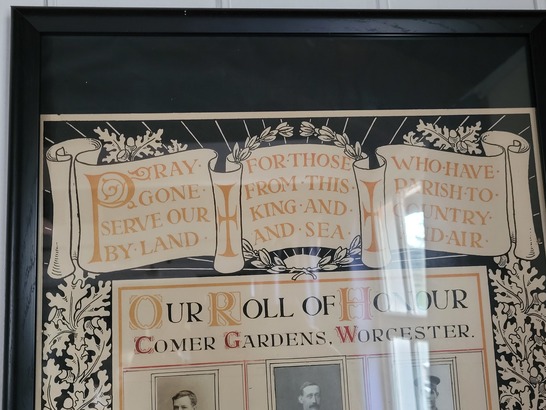 PRAY· FOR·THOSE WHO·HAVE·
GONE· FROM·THIS· PARISH·TO·
SERVE OUR KING·AND· COUNTRY·
BY·LAND AND·SEA· AND·AIR·
OUR ROLL OF HONOUR
COMER GARDENS, WORCESTER.